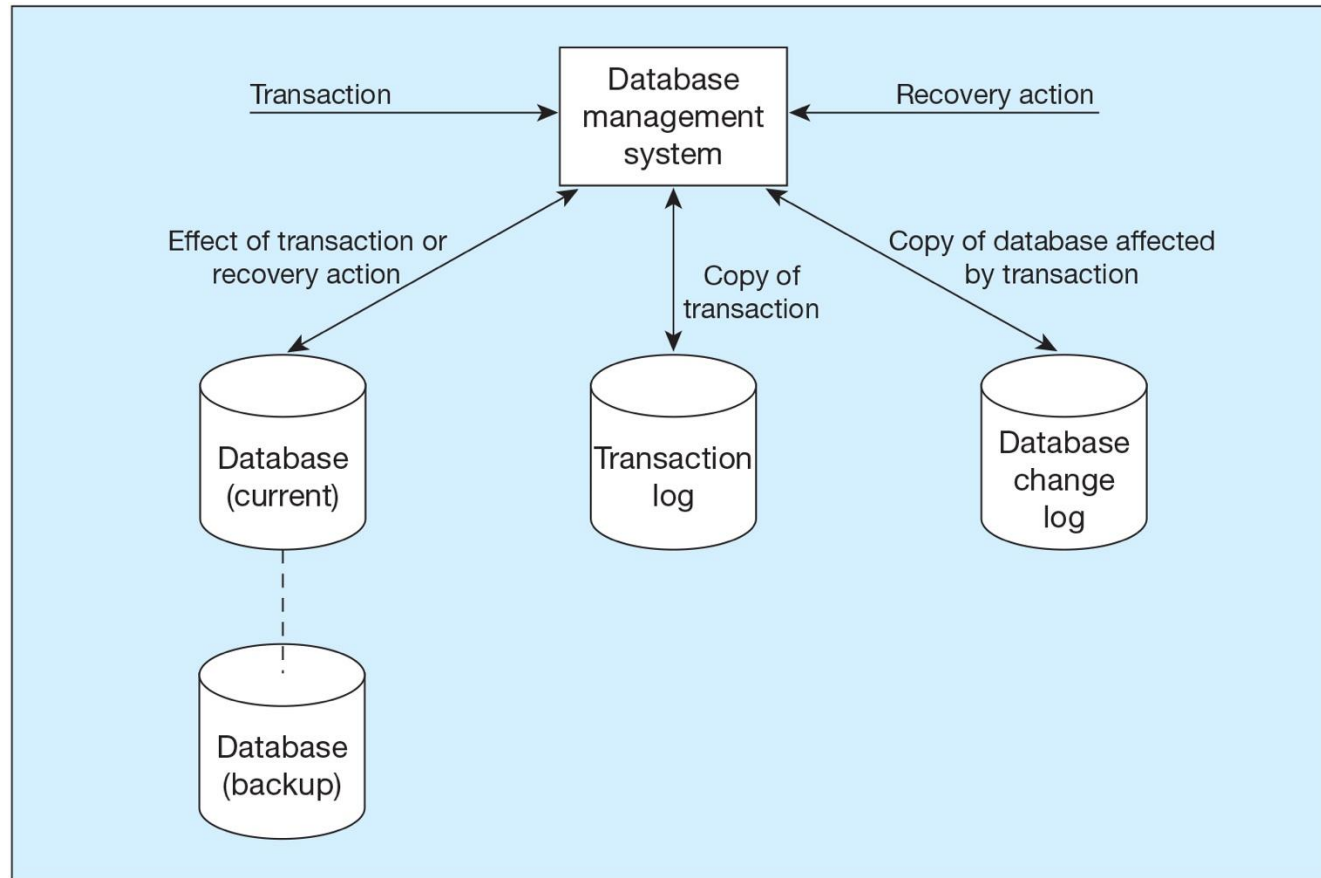 Database
management
system
Transaction
Recovery action
Effect of transaction or
recovery action
Copy of
transaction
Copy of database affected
by transaction
Database
(current)
Transaction
log
Database
change
log
Database
(backup)